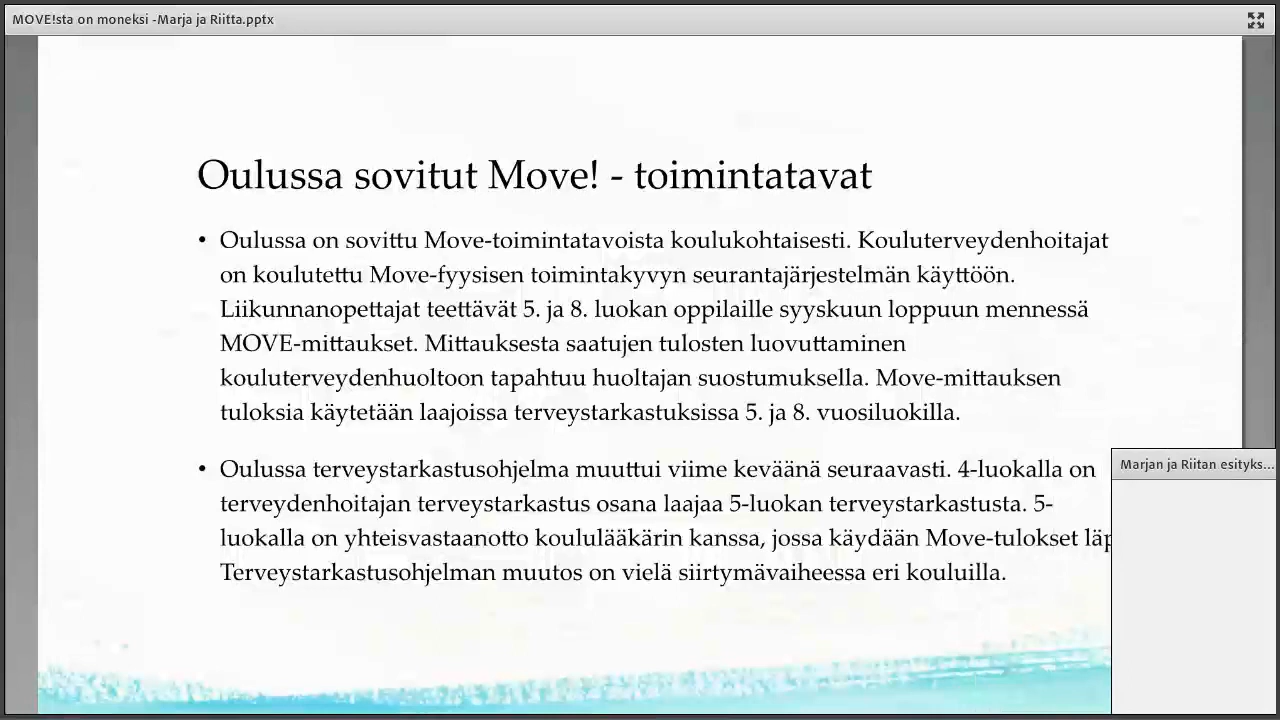 MOVE!sta on moneksi -Marja ja Riitta.pptx
Oulussa sovitut Move! - toimintatavat
• Oulussa on sovittu Move-toimintatavoista koulukohtaisesti. Kouluterveydenhoitajat
on koulutettu Move-fyysisen toimintakyvyn seurantajärjestelmän käyttöön.
Liikunnanopettajat teettävät 5. ja 8. luokan oppilaille syyskuun loppuun mennessä
MOVE-mittaukset. Mittauksesta saatujen tulosten luovuttaminen
kouluterveydenhuoltoon tapahtuu huoltajan suostumuksella. Move-mittauksen
tuloksia käytetään laajoissa terveystarkastuksissa 5. ja 8. vuosiluokilla.
• Oulussa terveystarkastusohjelma muuttui viime keväänä seuraavasti. 4-luokalla on
terveydenhoitajan terveystarkastus osana laajaa 5-luokan terveystarkastusta. 5-
luokalla on yhteisvastaanotto koululääkärin kanssa, jossa käydään Move-tulokset
Terveystarkastusohjelman muutos on vielä siirtymävaiheessa eri kouluilla.
Marjan ja Riitan esityks...